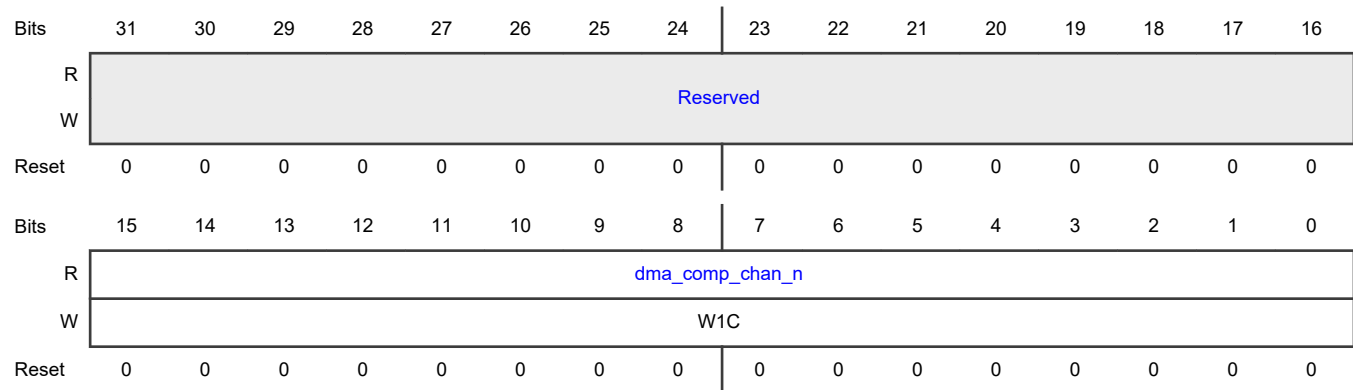 Bits 31 30 29 28 27 26 25 24 23 22 21 20 19 18 17 16
R
Reserved
W
Reset 0 0 0 0 0 0 0 0 0 0 0 0 0 0 0 0
Bits 15 14 13 12 11 10 9 8 7 6 5 4 3 2 1 0
R dma_comp_chan_n
W W1C
Reset 0 0 0 0 0 0 0 0 0 0 0 0 0 0 0 0